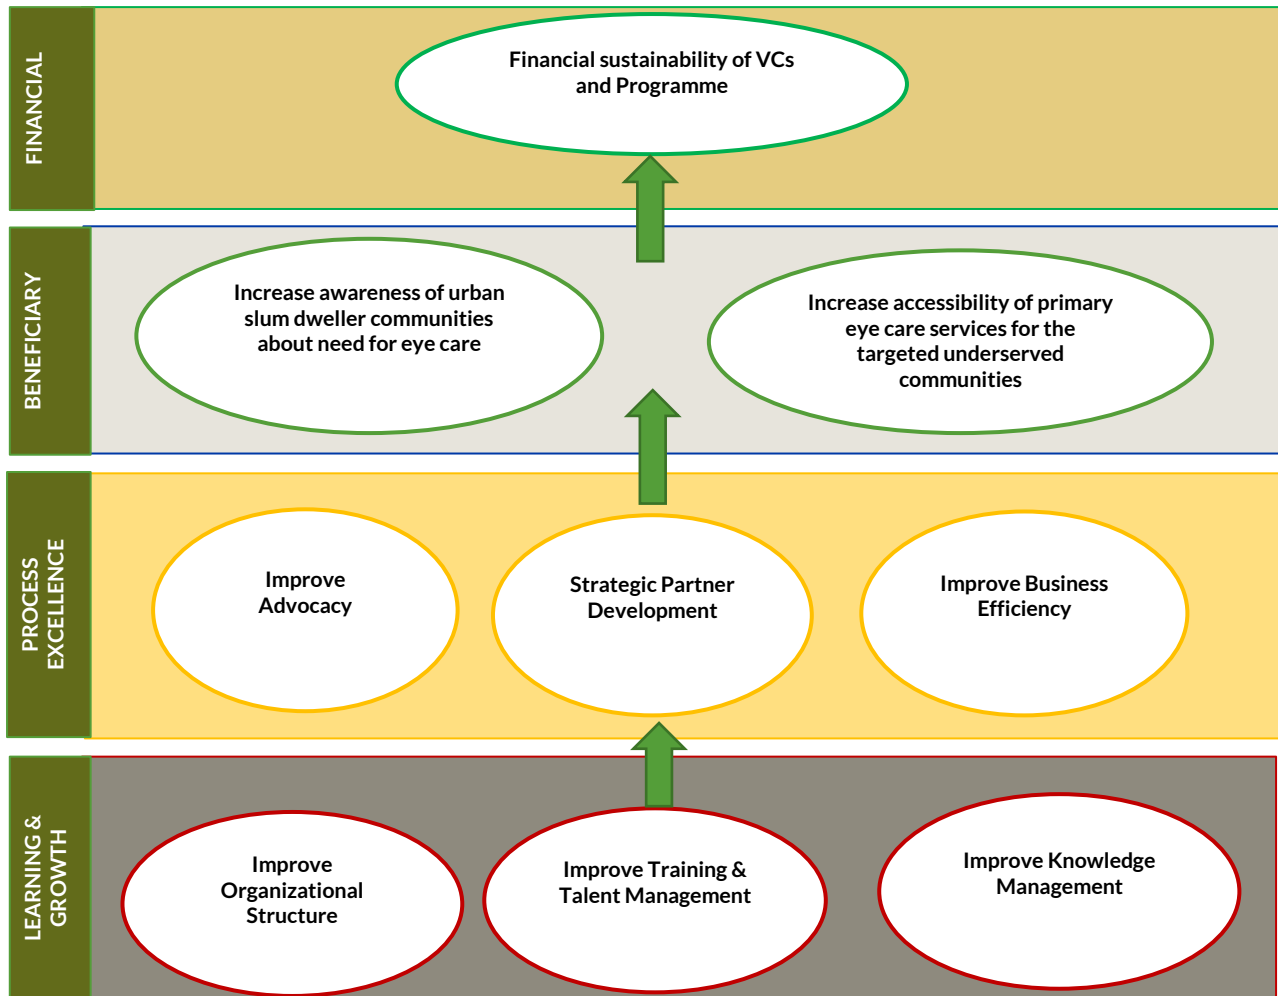 FINANCIAL
Financial sustainability of VCs
and Programme
BENEFICIARY
Increase awareness of urban
slum dweller communities
about need for eye care
Increase accessibility of primary
eye care services for the
targeted underserved
communities
PROCESS
EXCELLENCE
Improve
Advocacy
Strategic Partner
Development
Improve Business
Efficiency
LEARNING &
GROWTH
Improve
Organizational
Structure
Improve Training &
Talent Management
Improve Knowledge
Management